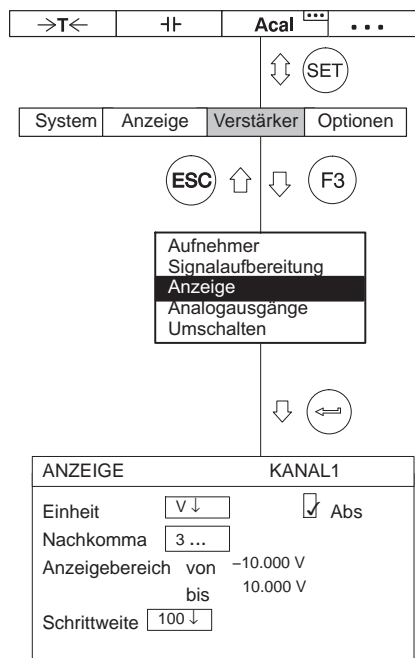 →T← ⊣⊢ Acal ... ...
SET
System Anzeige Verstärker Optionen
ESC F3
Aufnehmer
Signalaufbereitung
Anzeige
Analogausgänge
Umschalten
ANZEIGE KANAL1
Einheit V↓ ✓ Abs
Nachkomma 3 ...
Anzeigebereich von −10.000 V
bis 10.000 V
Schrittweite 100↓